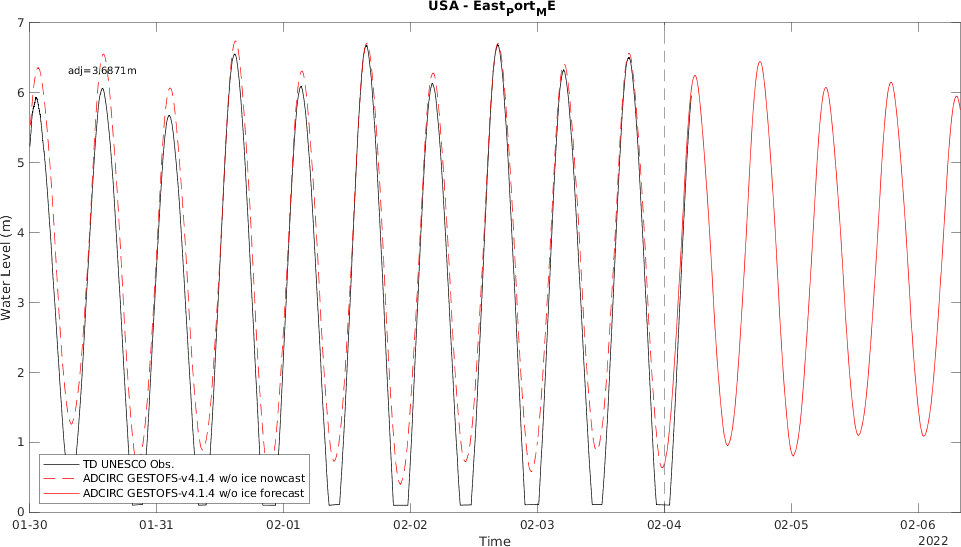 USA - EastPortME
7
6
5
4
3
2
1
0
Water Level (m)
adj=3.6871m
TD UNESCO Obs.
ADCIRC GESTOFS-v4.1.4 w/o ice nowcast
ADCIRC GESTOFS-v4.1.4 w/o ice forecast
01-30 01-31 02-01 02-02 02-03 02-04 02-05 02-06
Time
2022